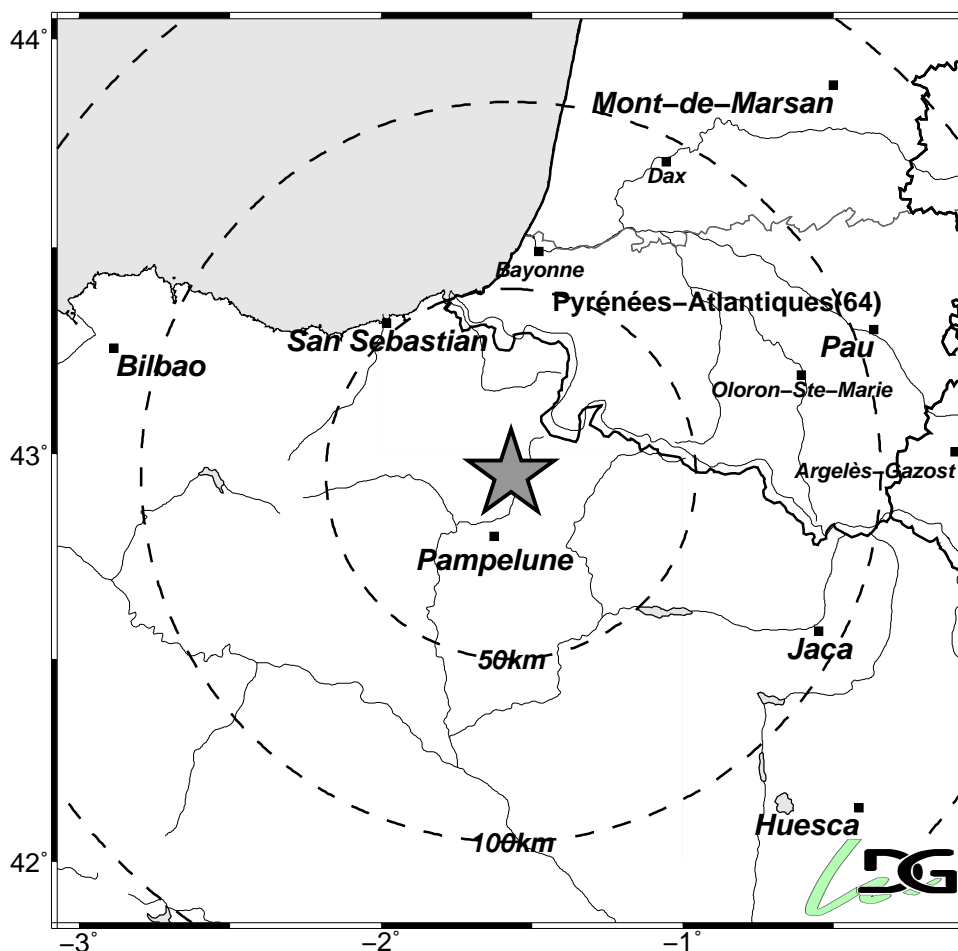 44°
Mont−de−Marsan
Dax
Bayonne
Pyrénées−Atlantiques(64)
San Sebastian
Pau
Bilbao
Oloron−Ste−Marie
43°
Argelès−Gazost
Pampelune
Jaca
50km
Huesca
100km
42°
DG
−3° −2° −1°